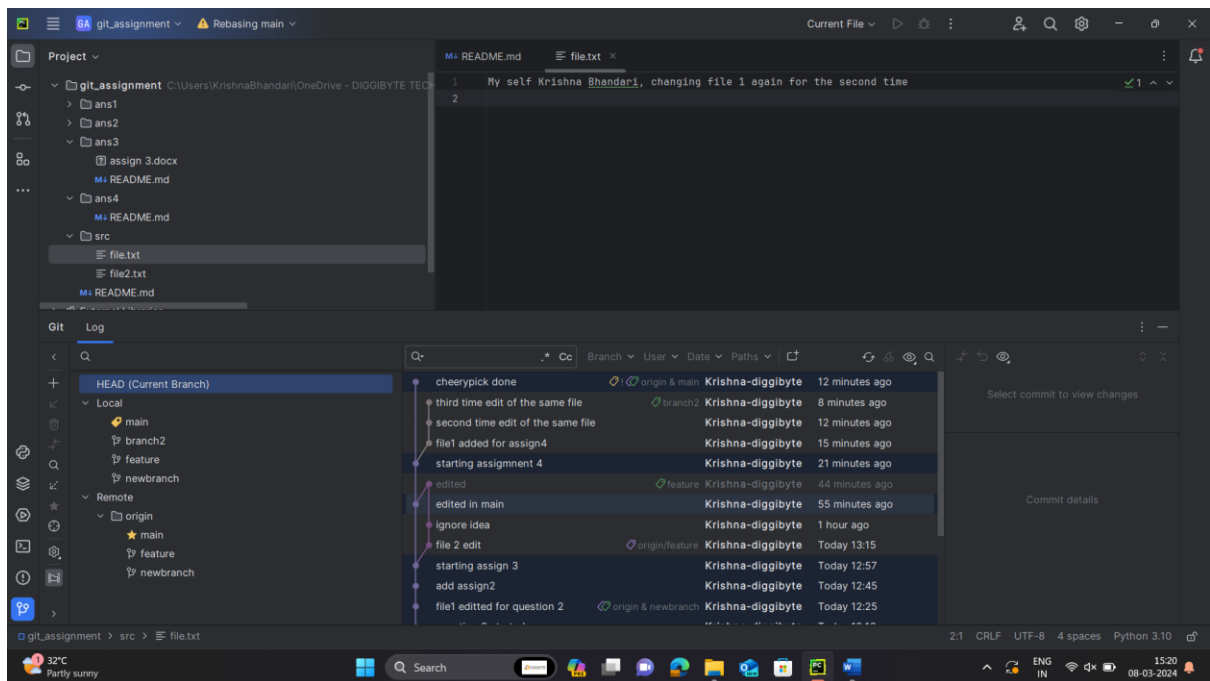 GA git_assignment Rebasing main Current File
Project
git_assignment C:\Users\KrishnaBhandari\OneDrive - DIGGIBYTE TECH
ans1
ans2
ans3
assign 3.docx
M↓ README.md
ans4
M↓ README.md
src
file.txt
file2.txt
M↓ README.md
M↓ README.md file.txt
1 My self Krishna Bhandari, changing file 1 again for the second time
2
1
Git Log
.* Cc Branch User Date Paths
HEAD (Current Branch)
Local
main
branch2
feature
newbranch
Remote
origin
main
feature
newbranch
cheerypick done ! origin & main Krishna-diggibyte 12 minutes ago
third time edit of the same file branch2 Krishna-diggibyte 8 minutes ago
second time edit of the same file Krishna-diggibyte 12 minutes ago
file1 added for assign4 Krishna-diggibyte 15 minutes ago
starting assigmnent 4 Krishna-diggibyte 21 minutes ago
edited feature Krishna-diggibyte 44 minutes ago
edited in main Krishna-diggibyte 55 minutes ago
ignore idea Krishna-diggibyte 1 hour ago
file 2 edit origin/feature Krishna-diggibyte Today 13:15
starting assign 3 Krishna-diggibyte Today 12:57
add assign2 Krishna-diggibyte Today 12:45
file1 editted for question 2 origin & newbranch Krishna-diggibyte Today 12:25
Select commit to view changes
Commit details
git_assignment > src > file.txt 2:1 CRLF UTF-8 4 spaces Python 3.10
1 32°C
Partly sunny
Search
ENG
IN
15:20
08-03-2024